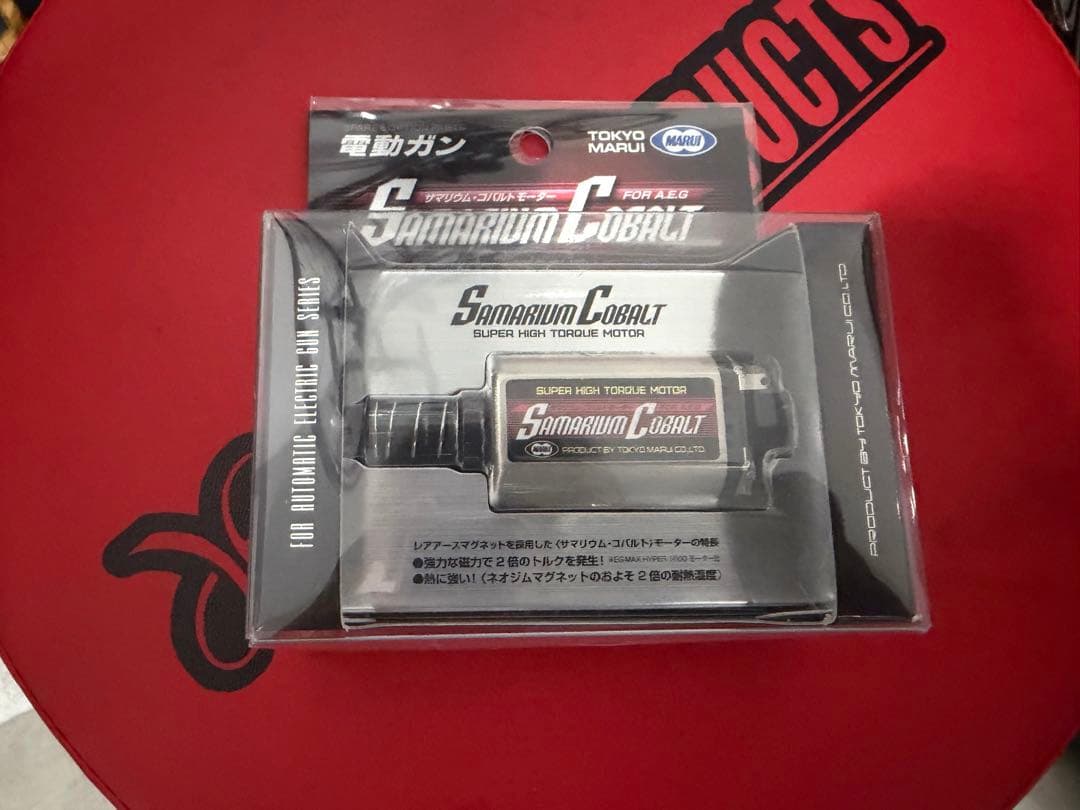 電動ガン
TOKYO MARUI
MARUI
サマリウム・コバルトモーター
FOR A.E.G
SAMARIUM COBALT
SAMARIUM COBALT
SUPER HIGH TORQUE MOTOR
SUPER HIGH TORQUE MOTOR
SAMARIUM COBALT
MARUI PRODUCT BY TOKYO MARUI CO.,LTD.
レアアースマグネットを採用した〈サマリウム・コバルト〉モーターの特長
●強力な磁力で2倍のトルクを発生!
●熱に強い!〈ネオジムマグネットのおよそ2倍の耐熱温度〉
FOR AUTOMATIC ELECTRIC GUN SERIES
PRODUCT BY TOKYO MARUI CO.,LTD
DUCTS